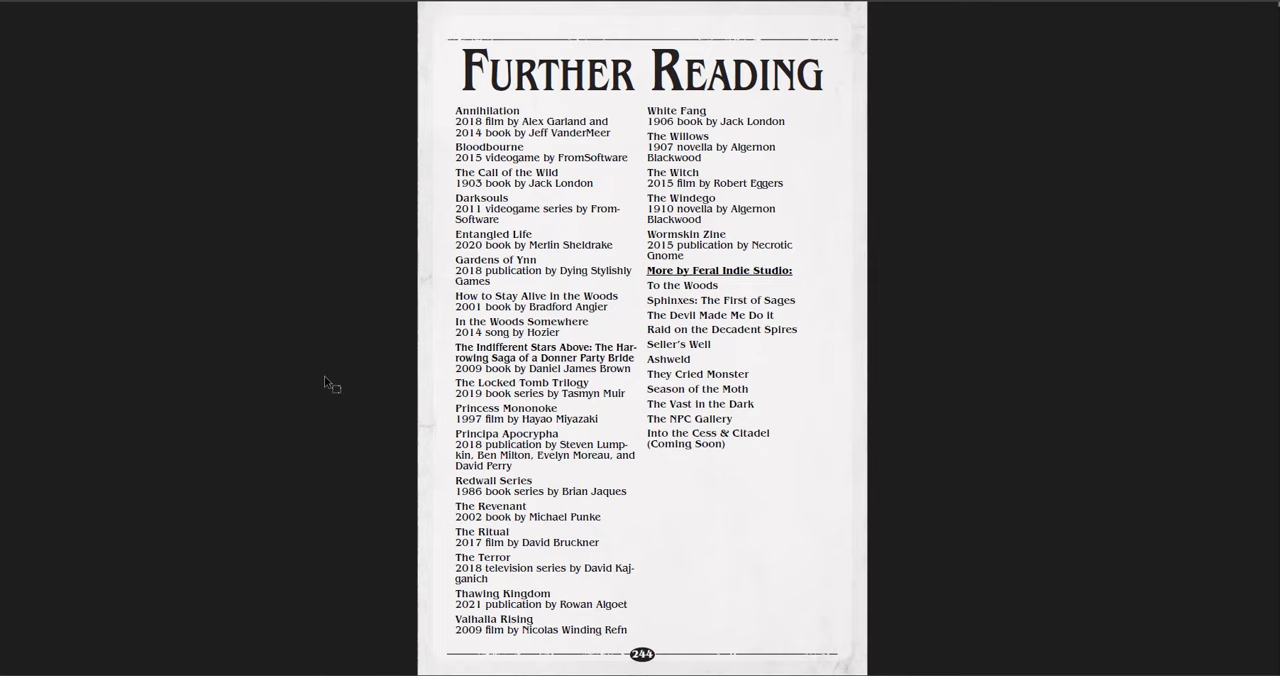 Further Reading
Annihilation
2018 film by Alex Garland and
2014 book by Jeff VanderMeer
Bloodbourne
2015 videogame by FromSoftware
The Call of the Wild
1903 book by Jack London
Darksouls
2011 videogame series by From-
Software
Entangled Life
2020 book by Merlin Sheldrake
Gardens of Ynn
2018 publication by Dying Stylishly
Games
How to Stay Alive in the Woods
2001 book by Bradford Angier
In the Woods Somewhere
2014 song by Hozier
The Indifferent Stars Above: The Har-
rowing Saga of a Donner Party Bride
2009 book by Daniel James Brown
The Locked Tomb Trilogy
2019 book series by Tasmyn Muir
Princess Mononoke
1997 film by Hayao Miyazaki
Principa Apocrypha
2018 publication by Steven Lump-
kin, Ben Milton, Evelyn Moreau, and
David Perry
Redwall Series
1986 book series by Brian Jaques
The Revenant
2002 book by Michael Punke
The Ritual
2017 film by David Bruckner
The Terror
2018 television series by David Kaj-
ganich
Thawing Kingdom
2021 publication by Rowan Algoet
Valhalla Rising
2009 film by Nicolas Winding Refn
White Fang
1906 book by Jack London
The Willows
1907 novella by Algernon
Blackwood
The Witch
2015 film by Robert Eggers
The Windego
1910 novella by Algernon
Blackwood
Wormskin Zine
2015 publication by Necrotic
Gnome
More by Feral Indie Studio:
To the Woods
Sphinxes: The First of Sages
The Devil Made Me Do it
Raid on the Decadent Spires
Seller's Well
Ashweld
They Cried Monster
Season of the Moth
The Vast in the Dark
The NPC Gallery
Into the Cess & Citadel
(Coming Soon)
244